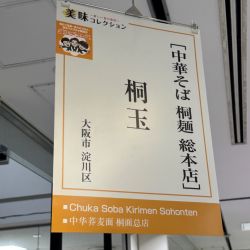 美味コレクション
［中華そば 桐麺 総本店］
桐玉
大阪市 淀川区
■ Chuka Soba Kirimen Sohonten
■ 中华荞麦面 桐面总店